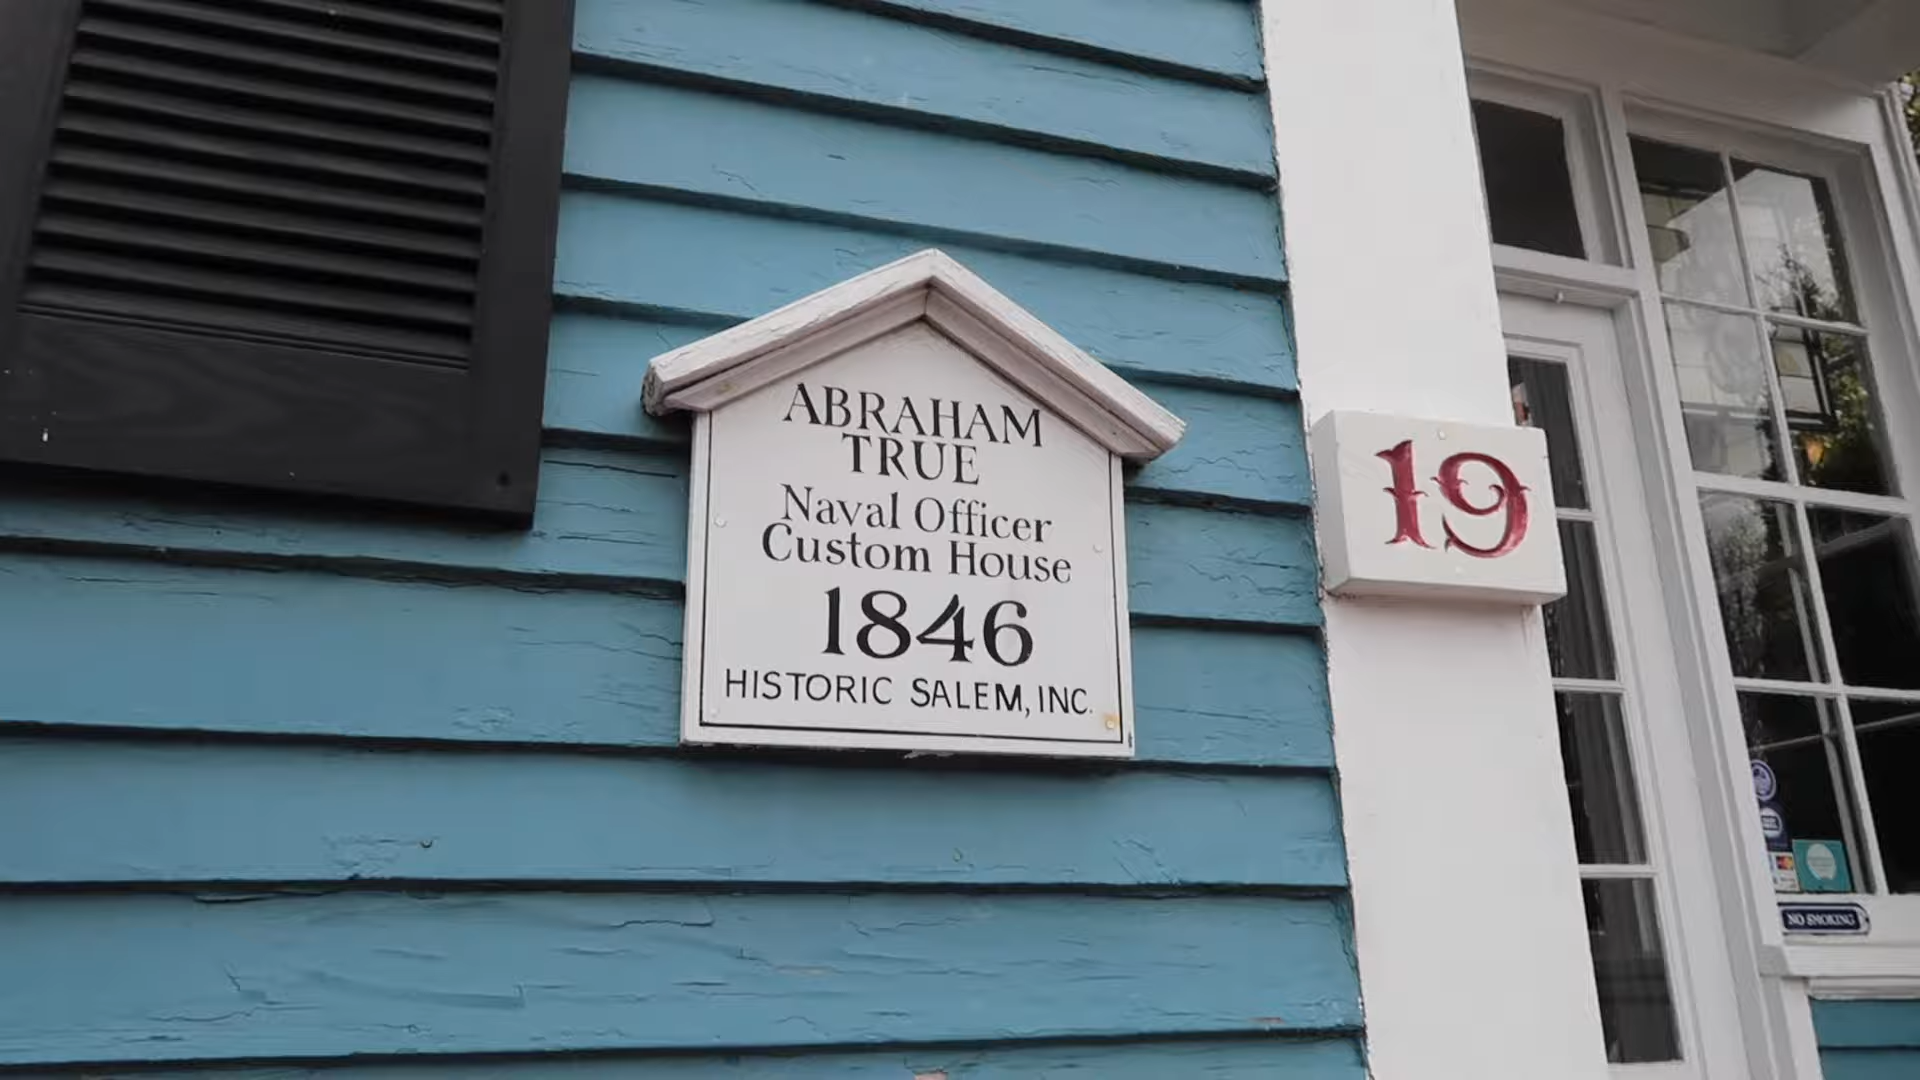 ABRAHAM
TRUE
Naval Officer
Custom House
1846
HISTORIC SALEM, INC.
19
NO SMOKING